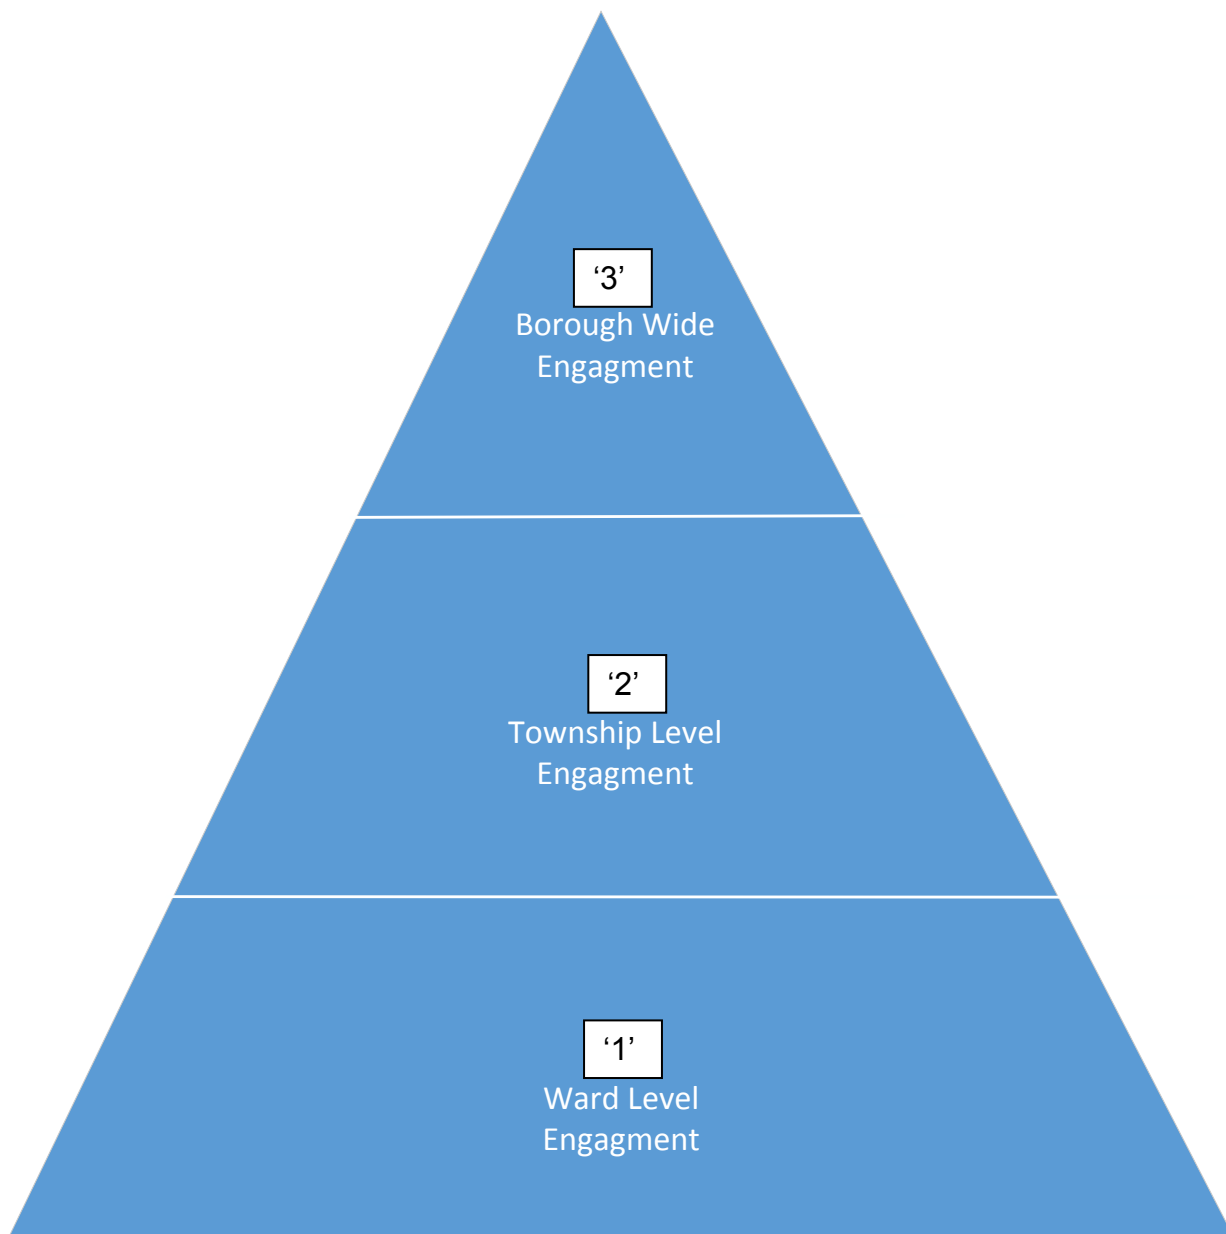 ‘3’
Borough Wide
Engagment
‘2’
Township Level
Engagment
‘1’
Ward Level
Engagment